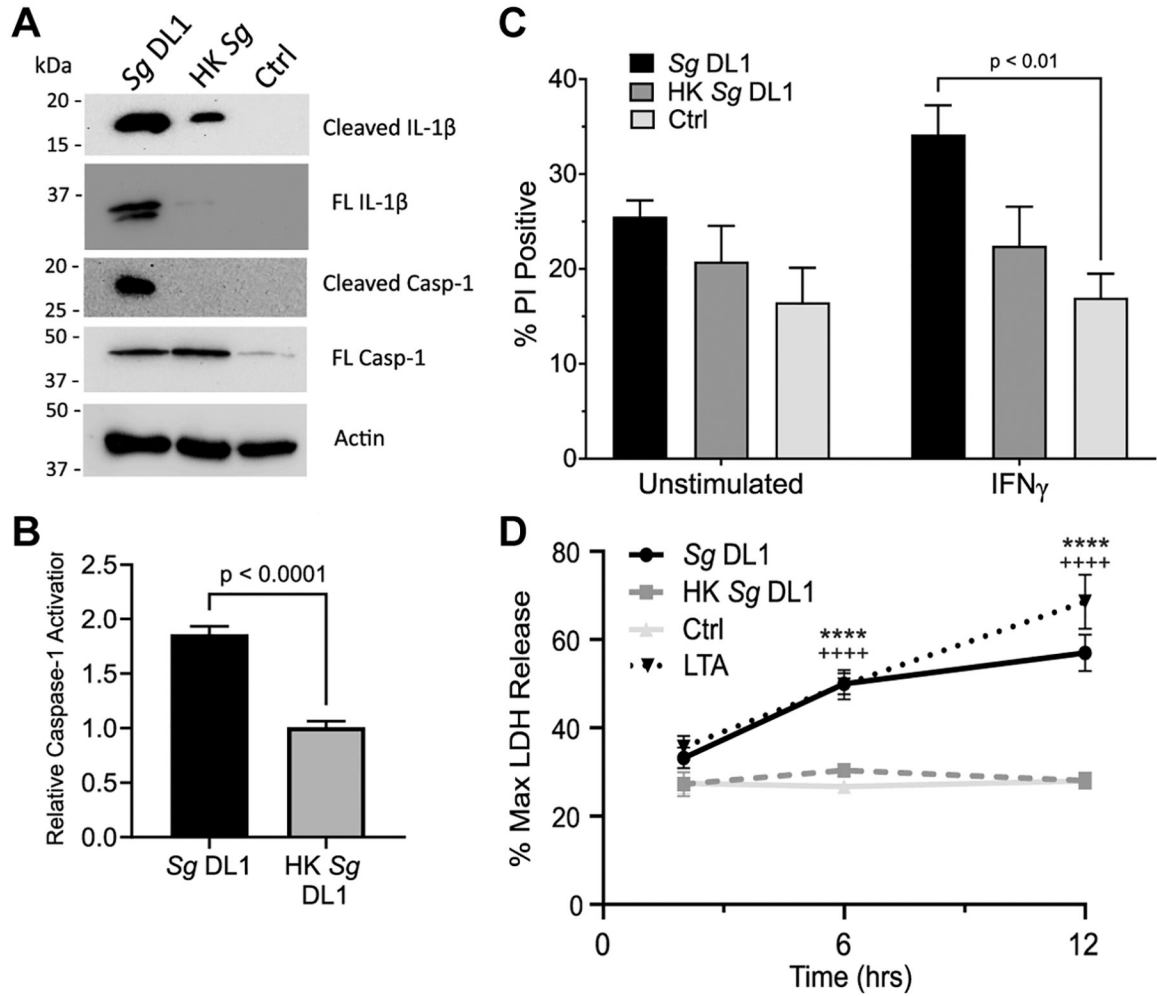 A
Sg DL1
HK Sg
Ctrl
kDa
20 -
15 -
Cleaved IL-1β
37 -
FL IL-1β
20 -
25 -
Cleaved Casp-1
50 -
37 -
FL Casp-1
50 -
37 -
Actin
B
Relative Caspase-1 Activation
2.5
2.0
1.5
1.0
0.5
0.0
p < 0.0001
Sg DL1
HK Sg
DL1
C
% PI Positive
40
30
20
10
0
Sg DL1
HK Sg DL1
Ctrl
p < 0.01
Unstimulated
IFNγ
D
% Max LDH Release
80
60
40
20
0
Sg DL1
HK Sg DL1
Ctrl
LTA
****
++++
****
++++
0
6
12
Time (hrs)